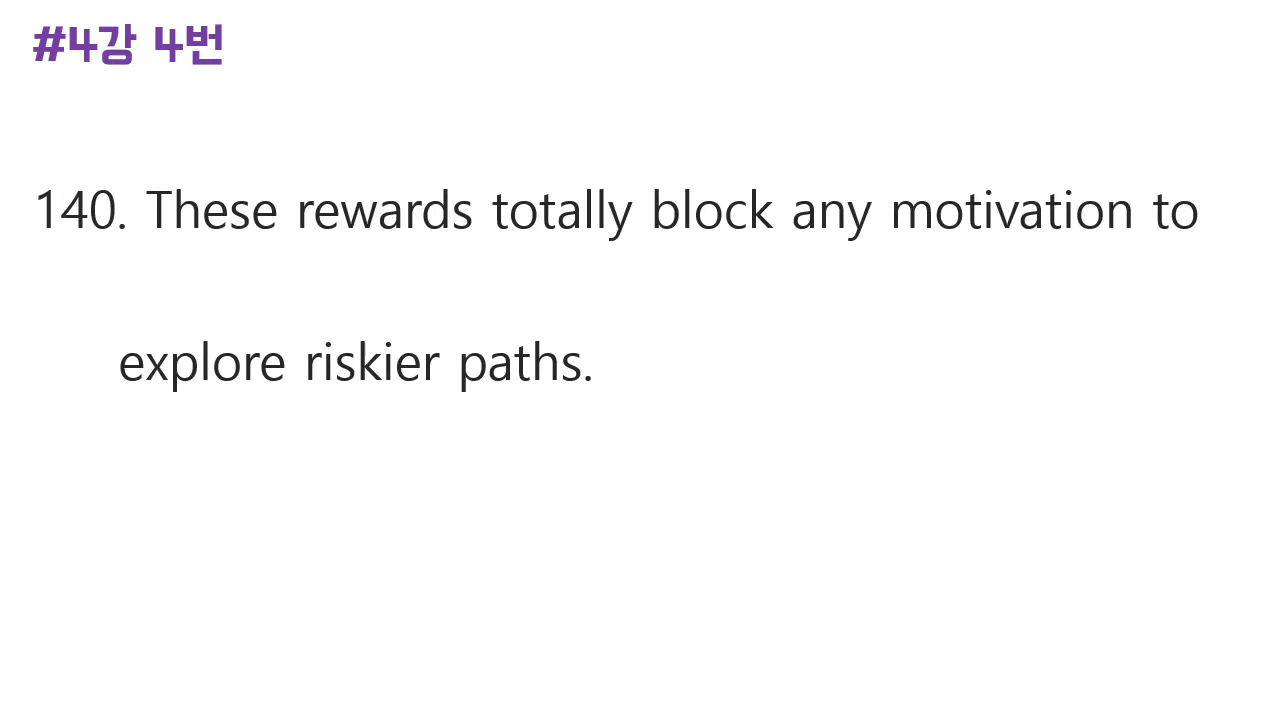 #4강 4번
140. These rewards totally block any motivation to
explore riskier paths.